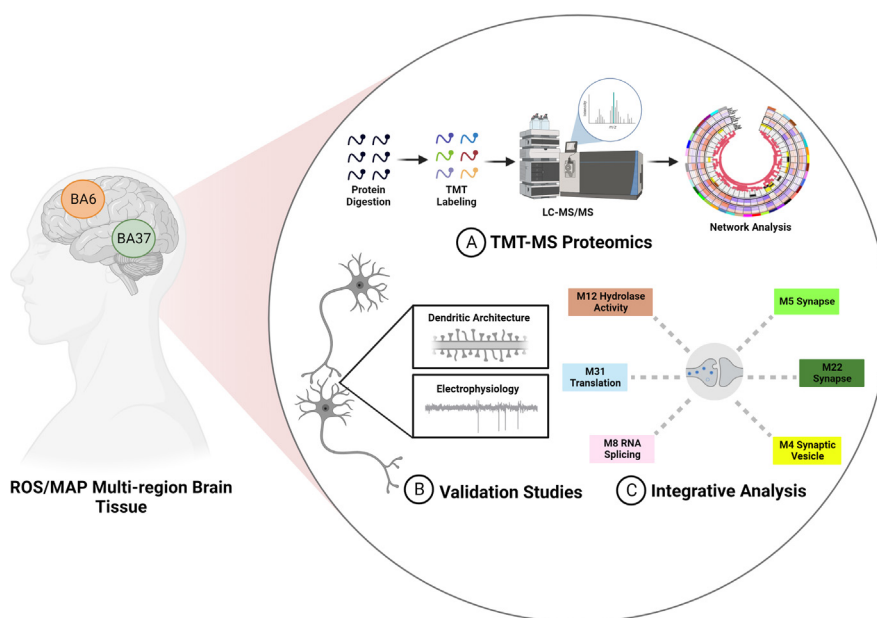 BA6
BA37
ROS/MAP Multi-region Brain
Tissue
Protein
Digestion
TMT
Labeling
Intensity
m/z
LC-MS/MS
Network Analysis
A TMT-MS Proteomics
Dendritic Architecture
Electrophysiology
B Validation Studies
M12 Hydrolase
Activity
M5 Synapse
M31
Translation
M22
Synapse
M8 RNA
Splicing
M4 Synaptic
Vesicle
C Integrative Analysis